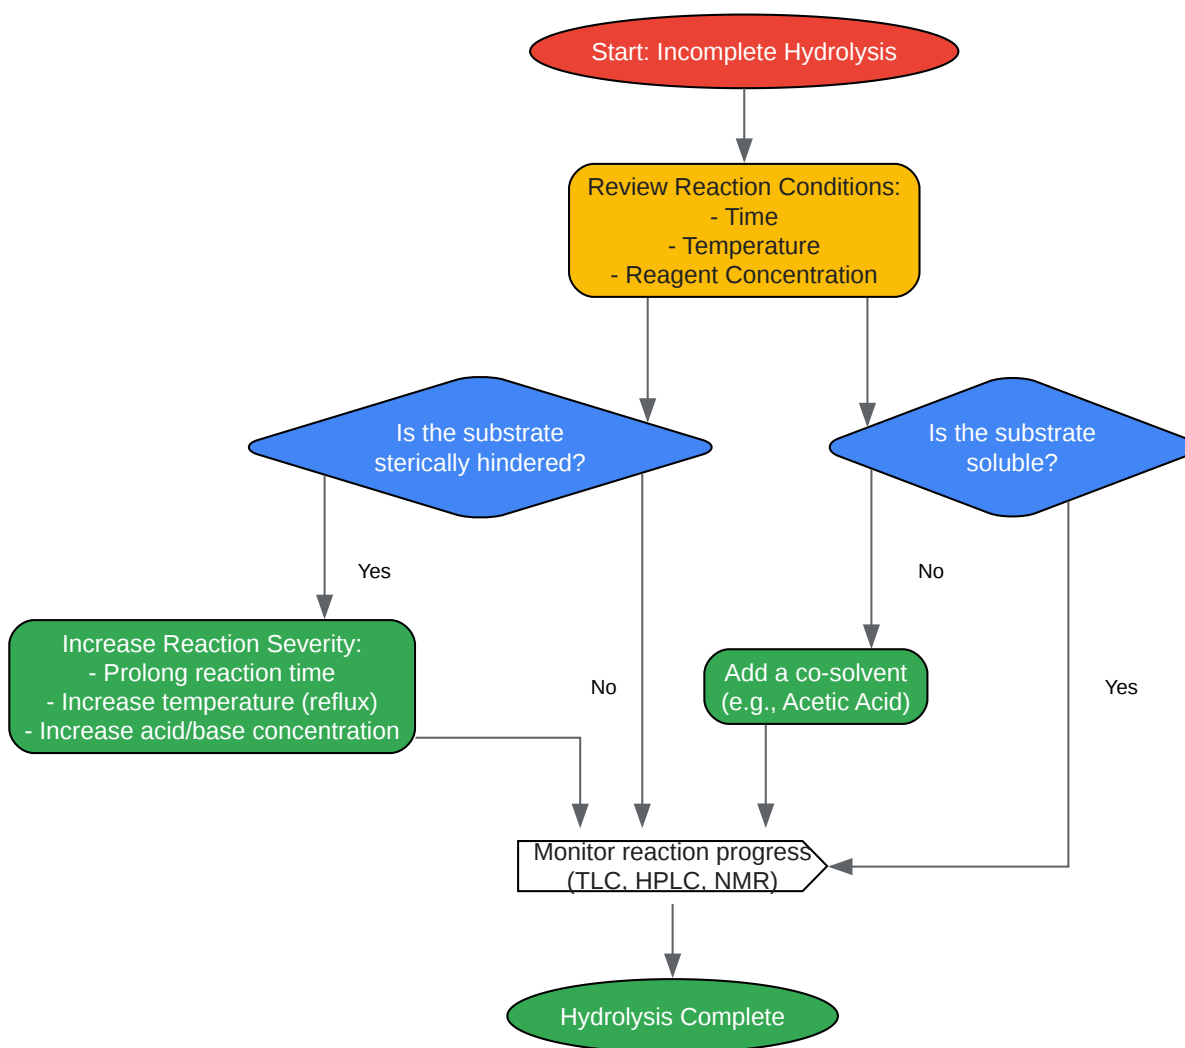 Start: Incomplete Hydrolysis
Review Reaction Conditions:
- Time
- Temperature
- Reagent Concentration
Is the substrate
sterically hindered?
Is the substrate
soluble?
Yes
No
Increase Reaction Severity:
- Prolong reaction time
- Increase temperature (reflux)
- Increase acid/base concentration
No
Add a co-solvent
(e.g., Acetic Acid)
Yes
Monitor reaction progress
(TLC, HPLC, NMR)
Hydrolysis Complete